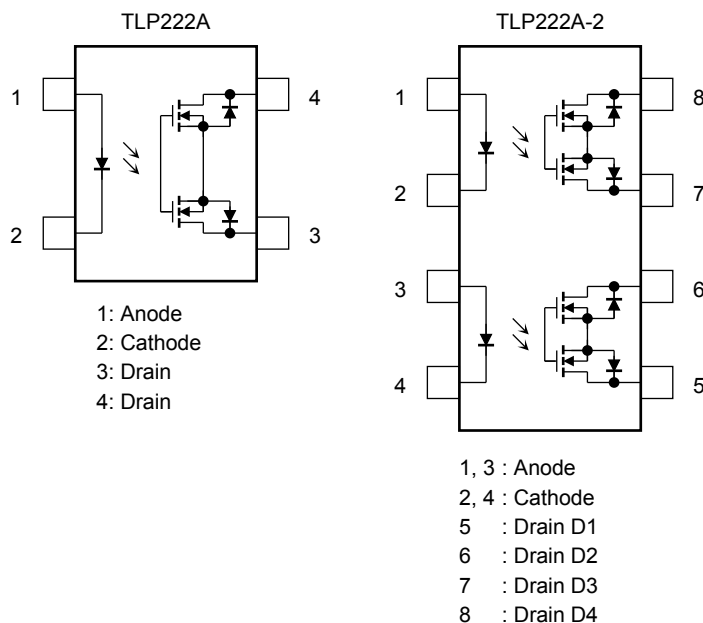 TLP222A
1
4
2
3
1: Anode
2: Cathode
3: Drain
4: Drain
TLP222A-2
1
8
2
7
3
6
4
5
1, 3 : Anode
2, 4 : Cathode
5 : Drain D1
6 : Drain D2
7 : Drain D3
8 : Drain D4